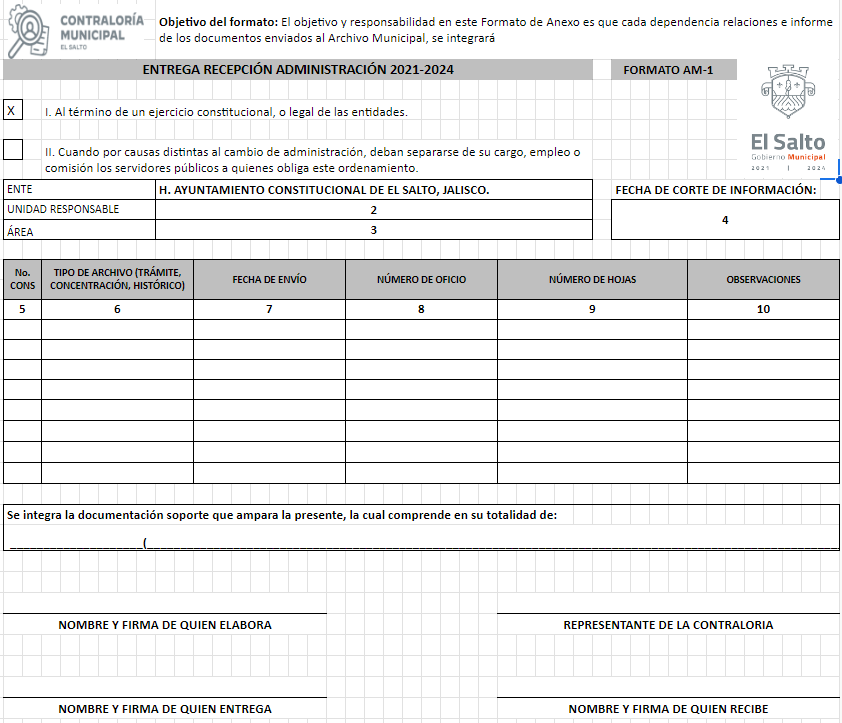 CONTRALORÍA
MUNICIPAL
EL SALTO
Objetivo del formato: El objetivo y responsabilidad en este Formato de Anexo es que cada dependencia relaciones e informe
de los documentos enviados al Archivo Municipal, se integrará
ENTREGA RECEPCIÓN ADMINISTRACIÓN 2021-2024
FORMATO AM-1
X
I. Al término de un ejercicio constitucional, o legal de las entidades.
II. Cuando por causas distintas al cambio de administración, deban separarse de su cargo, empleo o
comisión los servidores públicos a quienes obliga este ordenamiento.
El Salto
Gobierno Municipal
2021 | 2024
ENTE H. AYUNTAMIENTO CONSTITUCIONAL DE EL SALTO, JALISCO.
UNIDAD RESPONSABLE 2
ÁREA 3
FECHA DE CORTE DE INFORMACIÓN:
4
No. CONS
TIPO DE ARCHIVO (TRÁMITE,
CONCENTRACIÓN, HISTÓRICO)
FECHA DE ENVÍO
NÚMERO DE OFICIO
NÚMERO DE HOJAS
OBSERVACIONES
5 6 7 8 9 10
Se integra la documentación soporte que ampara la presente, la cual comprende en su totalidad de:
____________________(____________________
NOMBRE Y FIRMA DE QUIEN ELABORA
REPRESENTANTE DE LA CONTRALORIA
NOMBRE Y FIRMA DE QUIEN ENTREGA
NOMBRE Y FIRMA DE QUIEN RECIBE